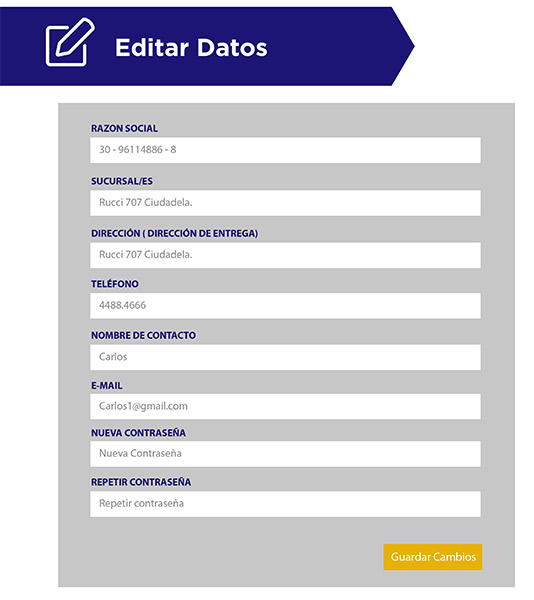 Editar Datos
RAZON SOCIAL
30 - 96114886 - 8
SUCURSAL/ES
Rucci 707 Ciudadela.
DIRECCIÓN ( DIRECCIÓN DE ENTREGA)
Rucci 707 Ciudadela.
TELÉFONO
4488.4666
NOMBRE DE CONTACTO
Carlos
E-MAIL
Carlos1@gmail.com
NUEVA CONTRASEÑA
Nueva Contraseña
REPETIR CONTRASEÑA
Repetir contraseña
Guardar Cambios